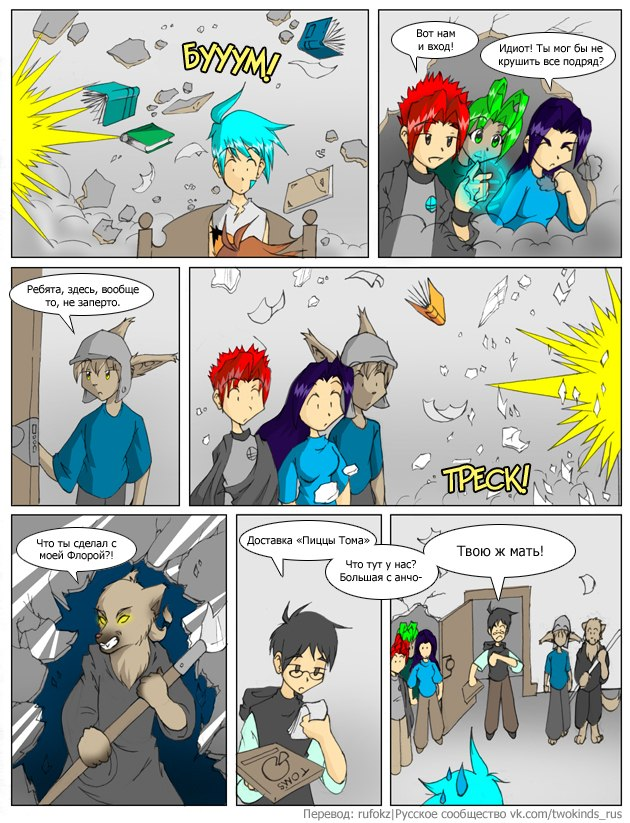 БУУУМ!
Вот нам
и вход!
Идиот! Ты мог бы не
крушить все подряд?
Ребята, здесь, вообще
то, не заперто.
ТРЕСК!
Что ты сделал с
моей Флорой?!
Доставка «Пиццы Тома»
Что тут у нас?
Большая с анчо-
TOM'S
Твою ж мать!
Перевод: rufokz|Русское сообщество vk.com/twokinds_rus